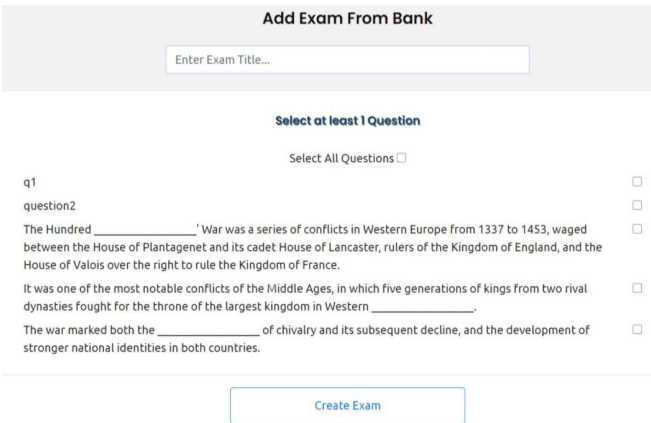 Add Exam From Bank
Enter Exam Title...
Select at least 1 Question
Select All Questions
q1
question2
The Hundred _________________' War was a series of conflicts in Western Europe from 1337 to 1453, waged
between the House of Plantagenet and its cadet House of Lancaster, rulers of the Kingdom of England, and the
House of Valois over the right to rule the Kingdom of France.
It was one of the most notable conflicts of the Middle Ages, in which five generations of kings from two rival
dynasties fought for the throne of the largest kingdom in Western _________________.
The war marked both the _________________ of chivalry and its subsequent decline, and the development of
stronger national identities in both countries.
Create Exam